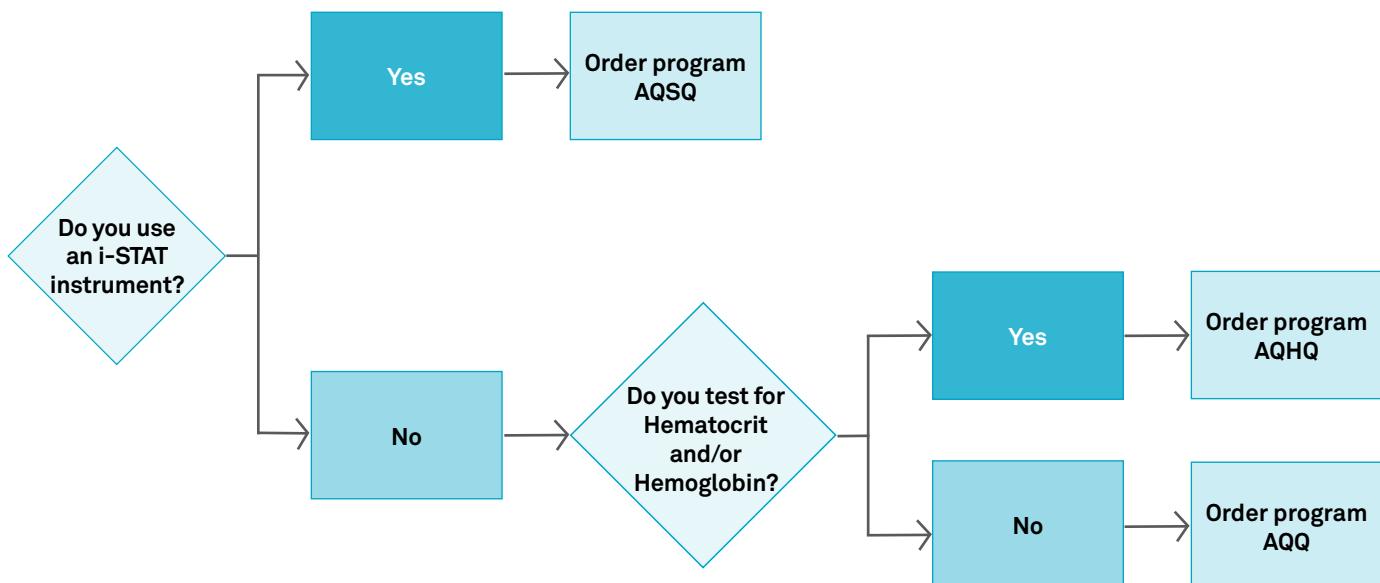 Do you use
an i-STAT
instrument?
Yes
Order program
AQSQ
No
Do you test for
Hematocrit
and/or
Hemoglobin?
Yes
Order program
AQHQ
No
Order program
AQQ